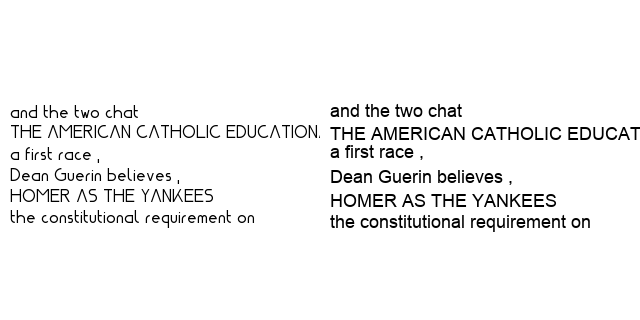 and the two chat
THE AMERICAN CATHOLIC EDUCATION
a first race ,
Dean Guerin believes ,
HOMER AS THE YANKEES
the constitutional requirement on
and the two chat
THE AMERICAN CATHOLIC EDUCAT
a first race ,
Dean Guerin believes ,
HOMER AS THE YANKEES
the constitutional requirement on